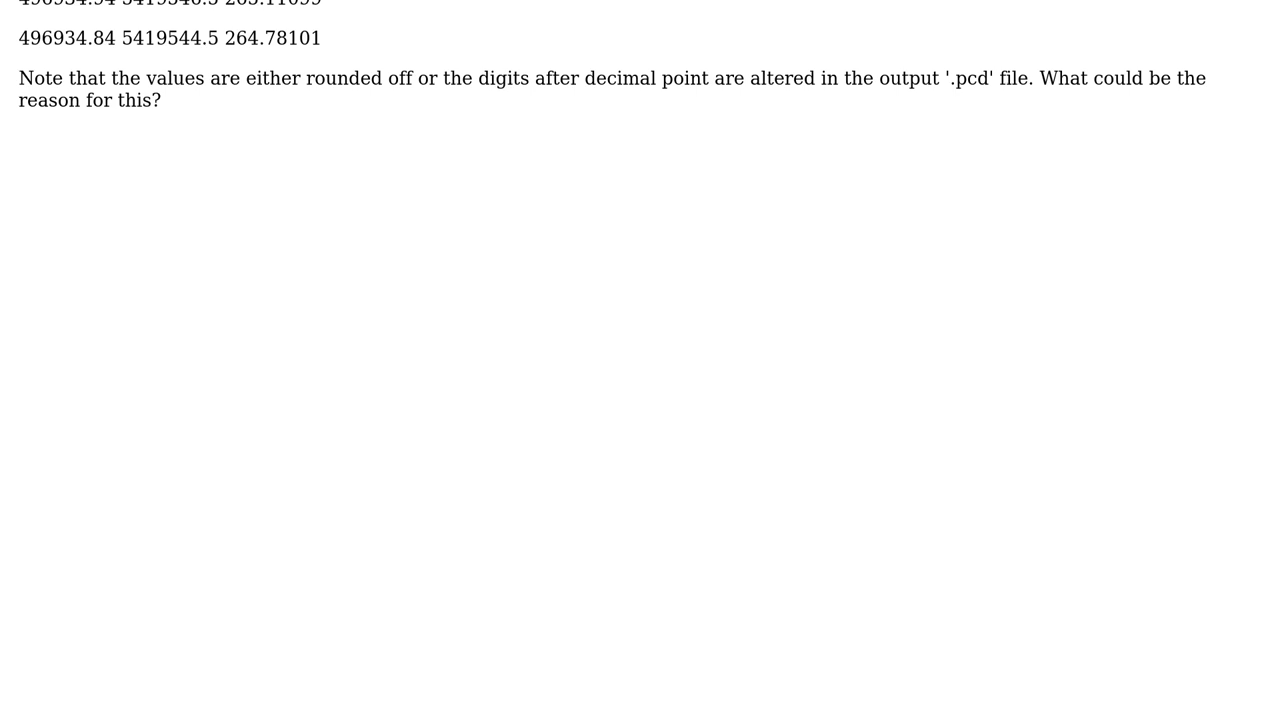 496934.84 5419544.5 264.78101
Note that the values are either rounded off or the digits after decimal point are altered in the output '.pcd' file. What could be the
reason for this?